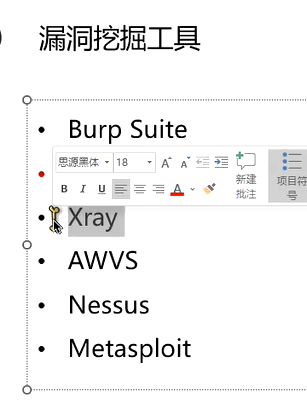 漏洞挖掘工具
• Burp Suite
思源黑体 18 A A 新建批注 项目符号
B I U A
• Xray
• AWVS
• Nessus
• Metasploit